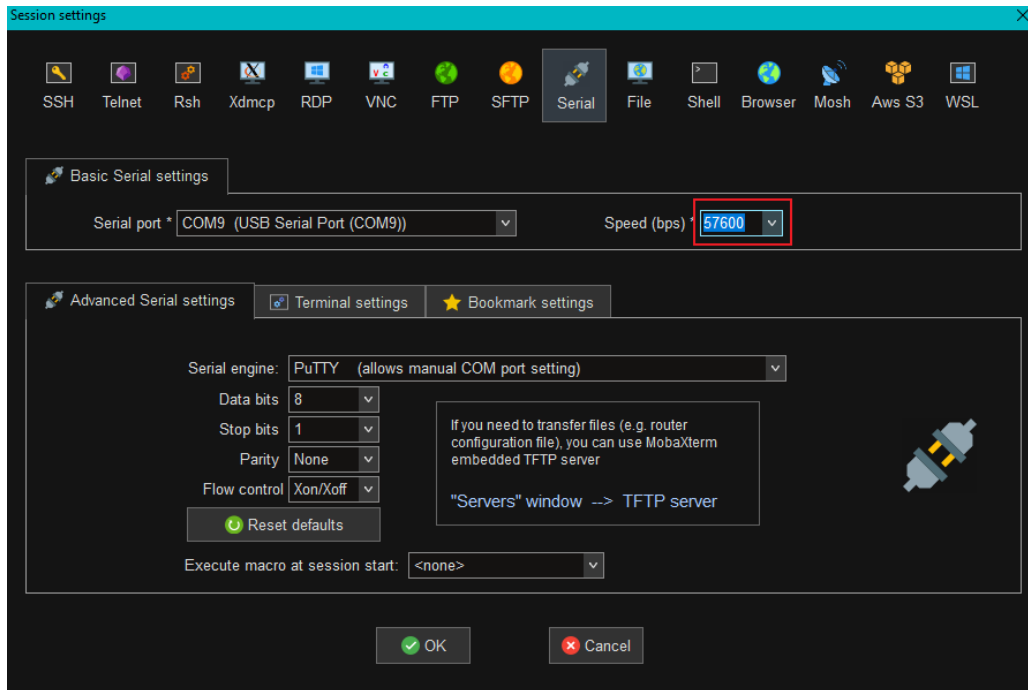 Session settings
SSH Telnet Rsh Xdmcp RDP VNC FTP SFTP Serial File Shell Browser Mosh Aws S3 WSL
Basic Serial settings
Serial port * COM9 (USB Serial Port (COM9)) Speed (bps) * 57600
Advanced Serial settings Terminal settings Bookmark settings
Serial engine: PuTTY (allows manual COM port setting)
Data bits 8
Stop bits 1
Parity None
Flow control Xon/Xoff
Reset defaults
If you need to transfer files (e.g. router
configuration file), you can use MobaXterm
embedded TFTP server
"Servers" window --> TFTP server
Execute macro at session start: <none>
OK Cancel